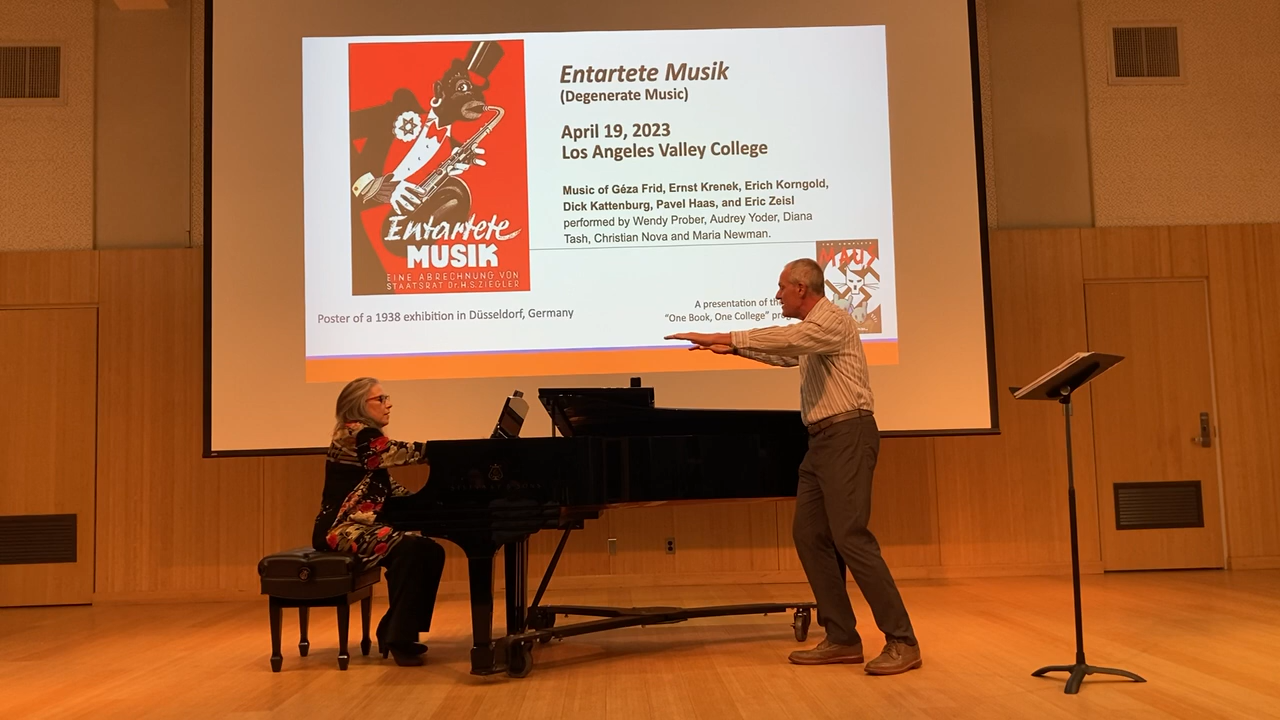 Entartete
MUSIK
EINE ABRECHNUNG VON
STAATSRAT Dr. H.S. ZIEGLER
Poster of a 1938 exhibition in Düsseldorf, Germany
Entartete Musik
(Degenerate Music)
April 19, 2023
Los Angeles Valley College
Music of Géza Frid, Ernst Krenek, Erich Korngold,
Dick Kattenburg, Pavel Haas, and Eric Zeisl
performed by Wendy Prober, Audrey Yoder, Diana
Tash, Christian Nova and Maria Newman.
THE COMPLETE
MAUS
A presentation of
"One Book, One College"